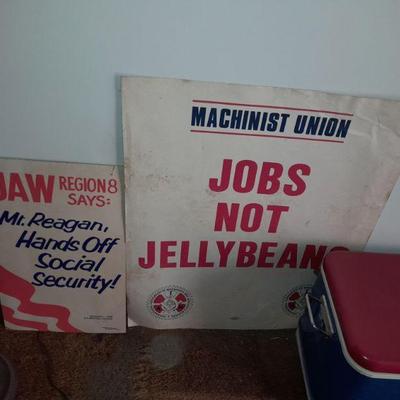 UAW REGION 8
SAYS:
Mr. Reagan,
Hands Off
Social
Security!
MACHINIST UNION
JOBS
NOT
JELLYBEANS